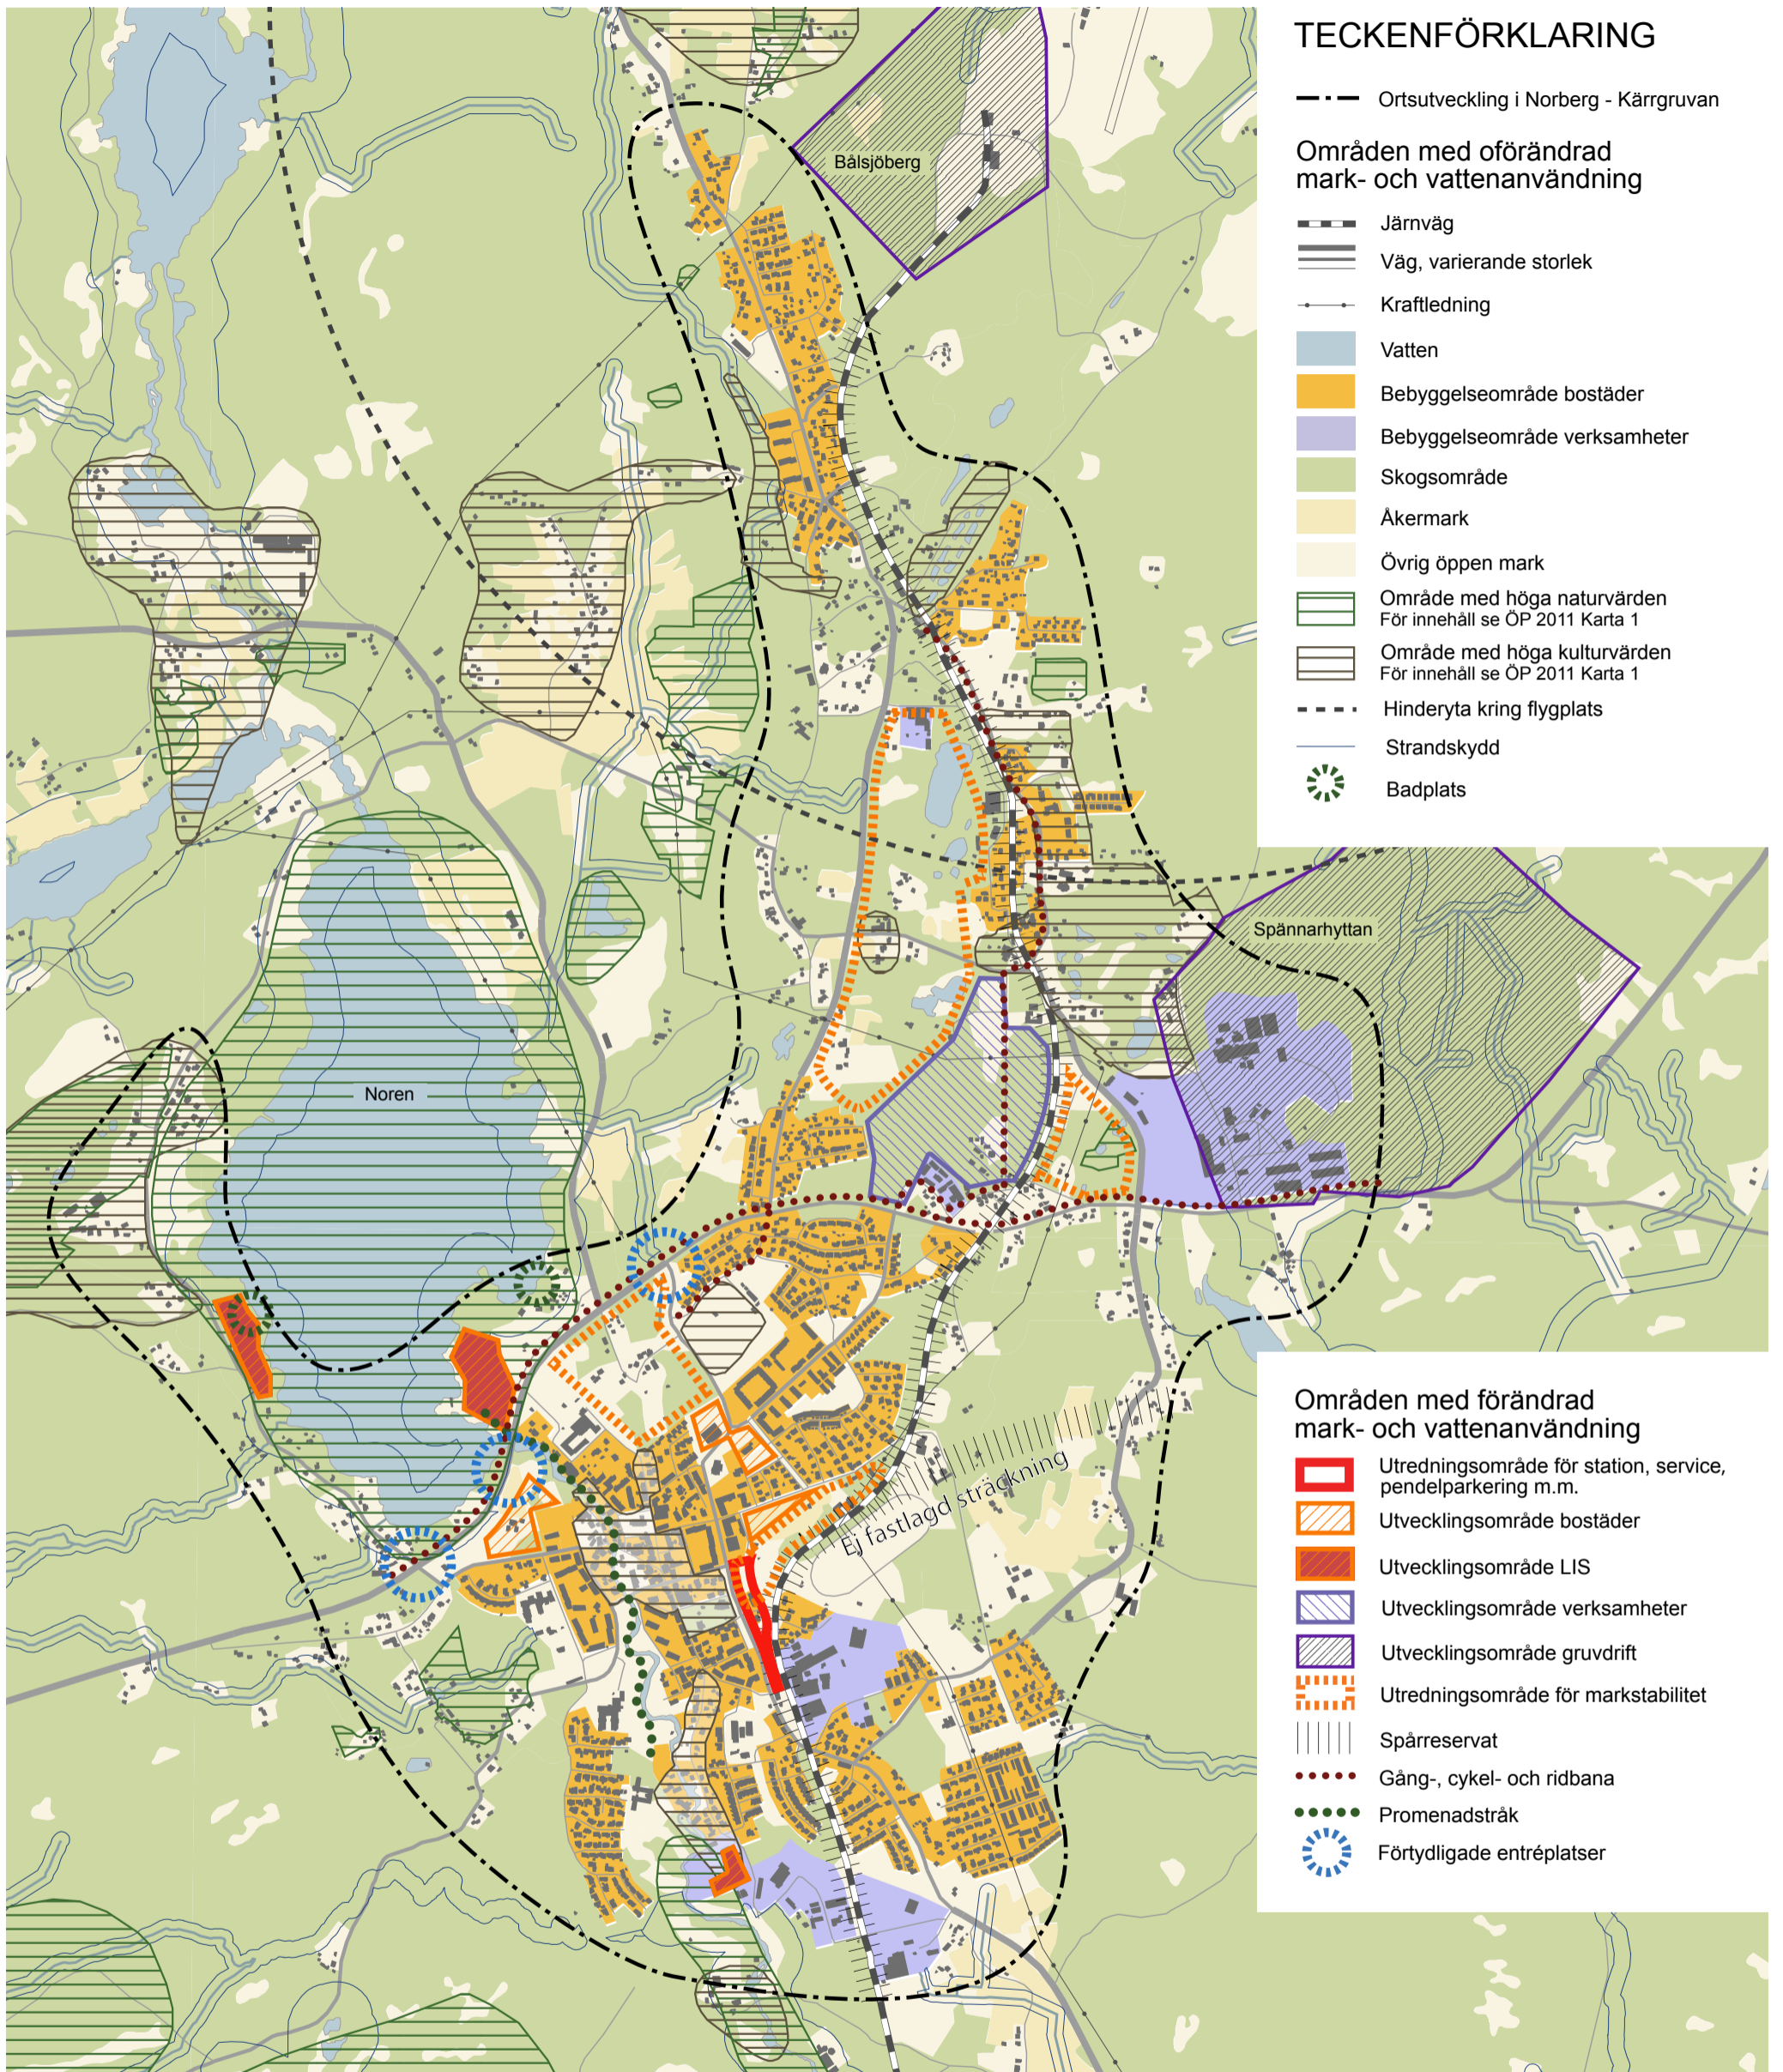 TECKENFÖRKLARING
Ortsutveckling i Norberg - Kärrgruvan
Områden med oförändrad
mark- och vattenanvändning
Järnväg
Väg, varierande storlek
Kraftledning
Vatten
Bebyggelseområde bostäder
Bebyggelseområde verksamheter
Skogsområde
Åkermark
Övrig öppen mark
Område med höga naturvärden
För innehåll se ÖP 2011 Karta 1
Område med höga kulturvärden
För innehåll se ÖP 2011 Karta 1
Hinderyta kring flygplats
Strandskydd
Badplats
Bålsjöberg
Spännarhyttan
Noren
Ej fastlagd sträckning
Områden med förändrad
mark- och vattenanvändning
Utredningsområde för station, service,
pendelparkering m.m.
Utvecklingsområde bostäder
Utvecklingsområde LIS
Utvecklingsområde verksamheter
Utvecklingsområde gruvdrift
Utredningsområde för markstabilitet
Spårreservat
Gång-, cykel- och ridbana
Promenadstråk
Förtydligade entréplatser